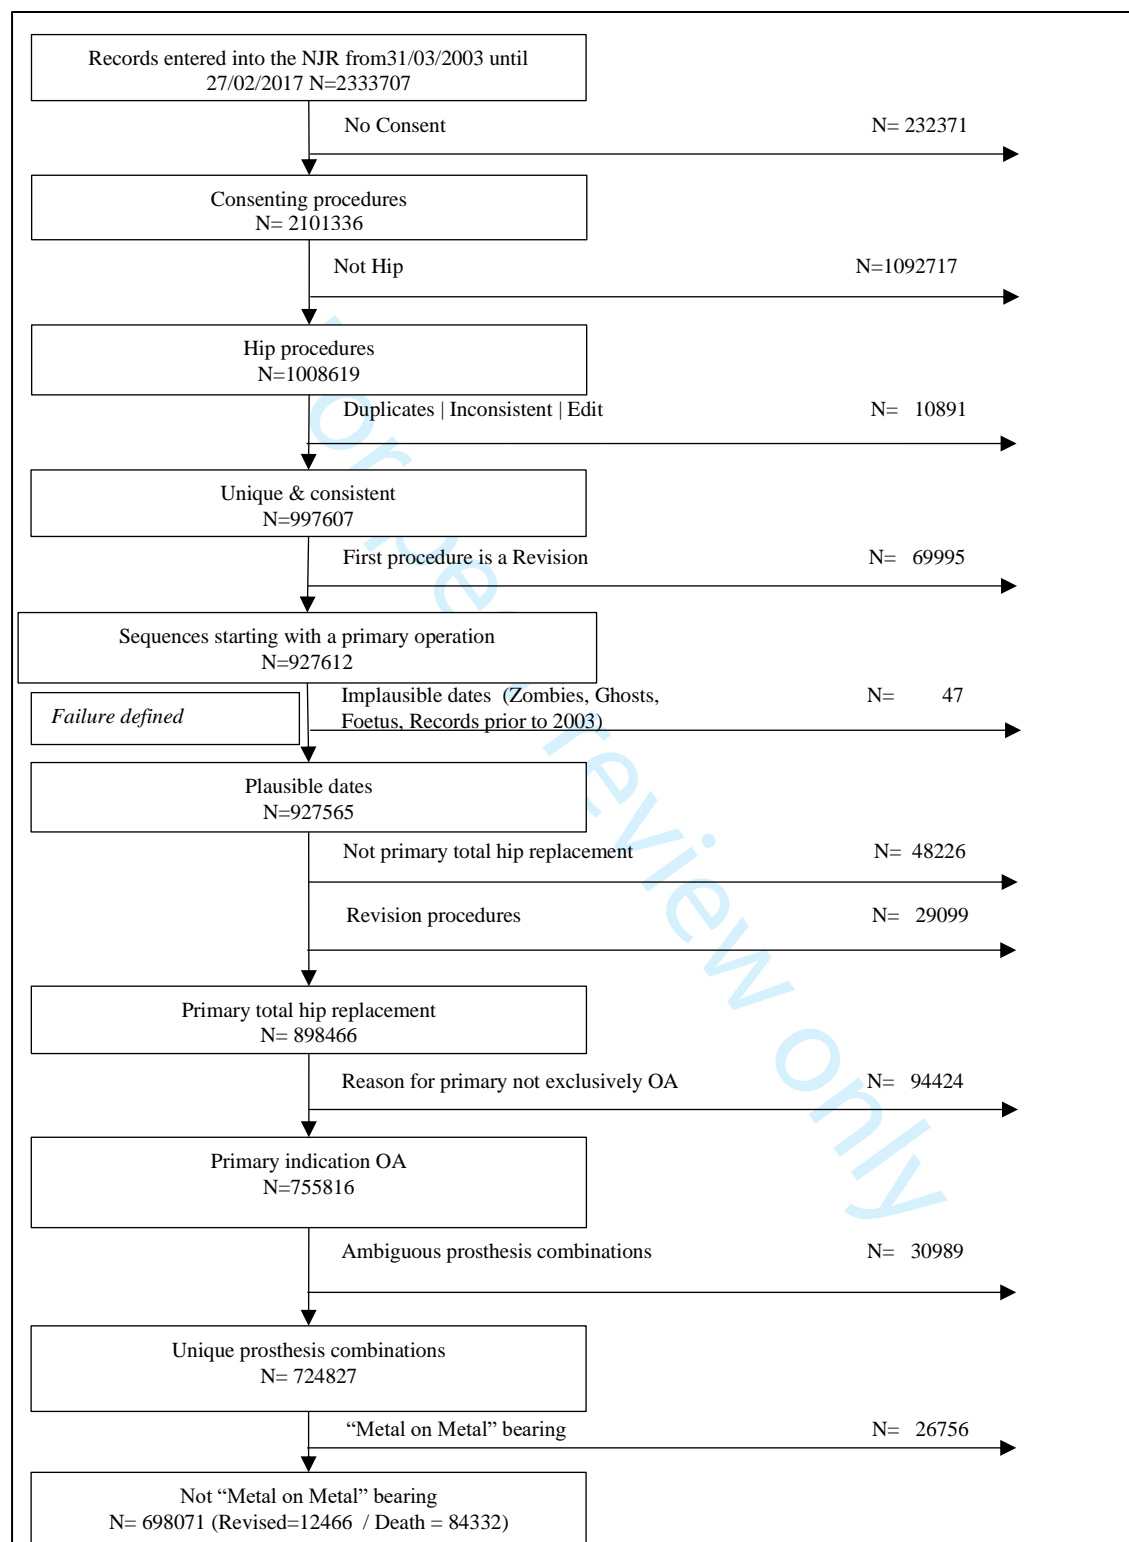 Records entered into the NJR from31/03/2003 until
27/02/2017 N=2333707
No Consent N= 232371
Consenting procedures
N= 2101336
Not Hip N=1092717
Hip procedures
N=1008619
Duplicates | Inconsistent | Edit N= 10891
Unique & consistent
N=997607
First procedure is a Revision N= 69995
Sequences starting with a primary operation
N=927612
Implausible dates (Zombies, Ghosts, N= 47
Foetus, Records prior to 2003)
Failure defined
Plausible dates
N=927565
Not primary total hip replacement N= 48226
Revision procedures N= 29099
Primary total hip replacement
N= 898466
Reason for primary not exclusively OA N= 94424
Primary indication OA
N=755816
Ambiguous prosthesis combinations N= 30989
Unique prosthesis combinations
N= 724827
“Metal on Metal” bearing N= 26756
Not “Metal on Metal” bearing
N= 698071 (Revised=12466 / Death = 84332)
For peer review only